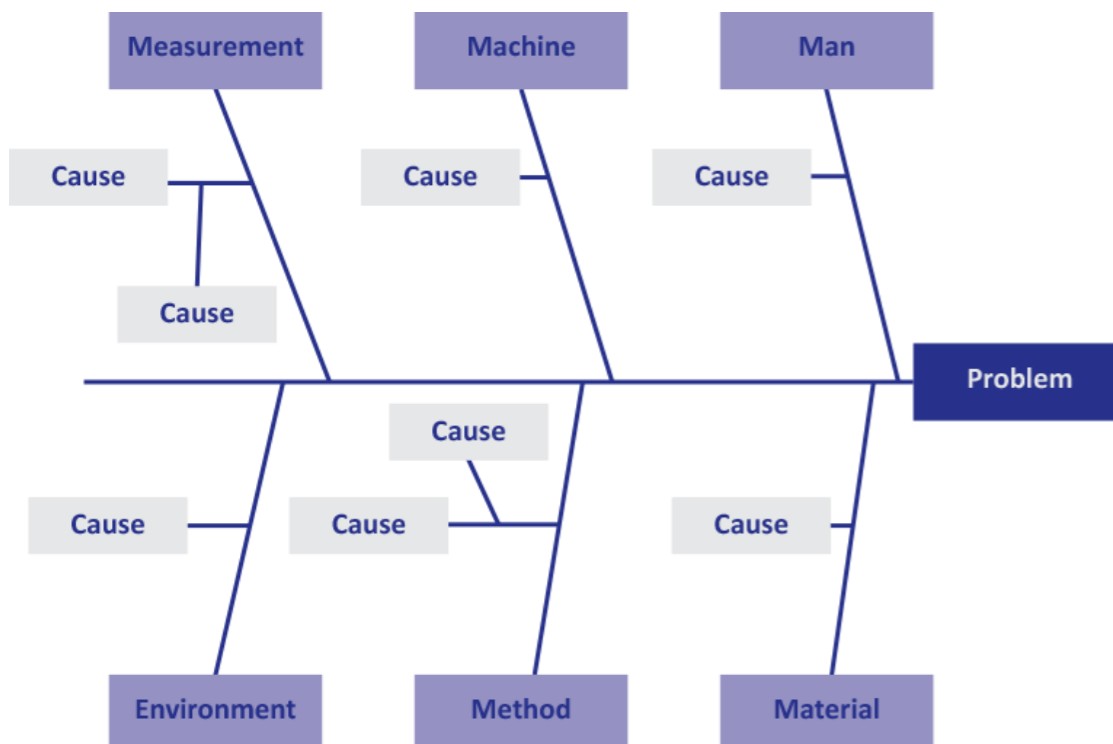 Measurement
Machine
Man
Cause
Cause
Cause
Cause
Problem
Cause
Cause
Cause
Cause
Environment
Method
Material